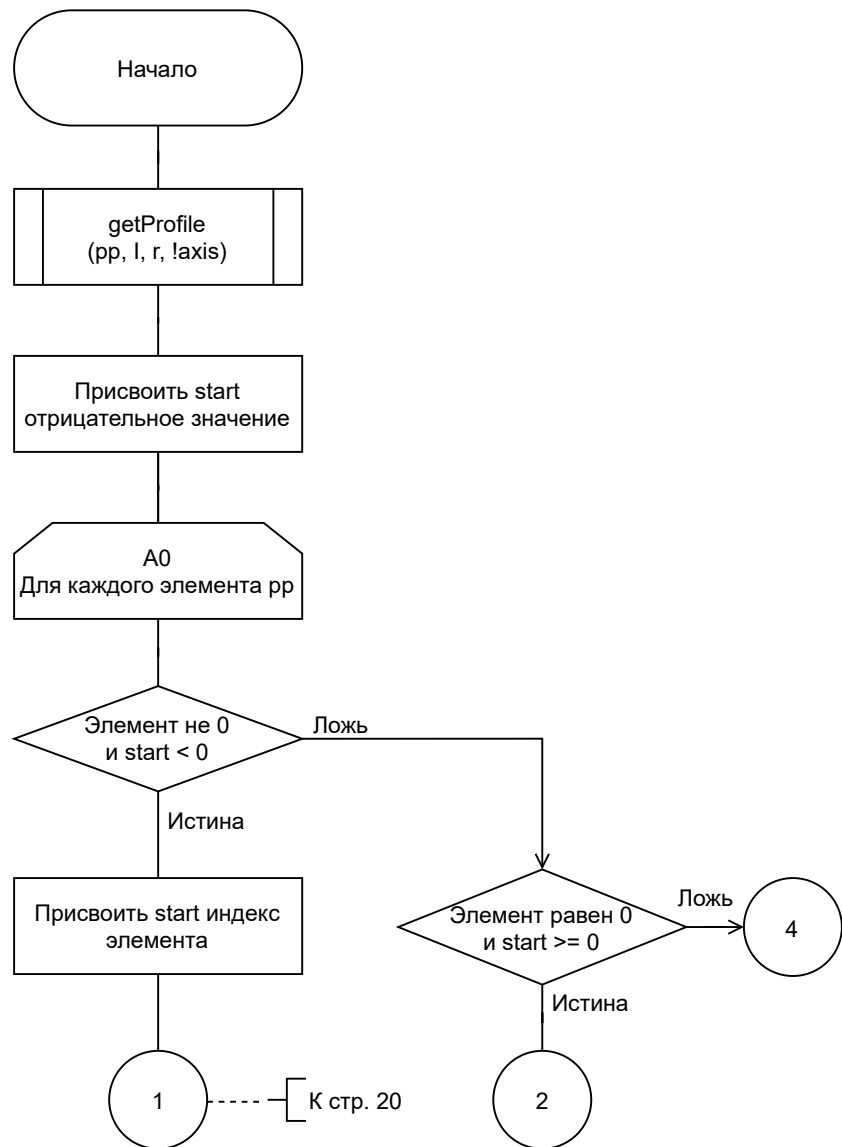 Начало
getProfile
(pp, l, r, !axis)
Присвоить start
отрицательное значение
A0
Для каждого элемента pp
Элемент не 0
и start < 0
Ложь
Истина
Присвоить start индекс
элемента
Элемент равен 0
и start >= 0
Ложь
4
Истина
1
К стр. 20
2